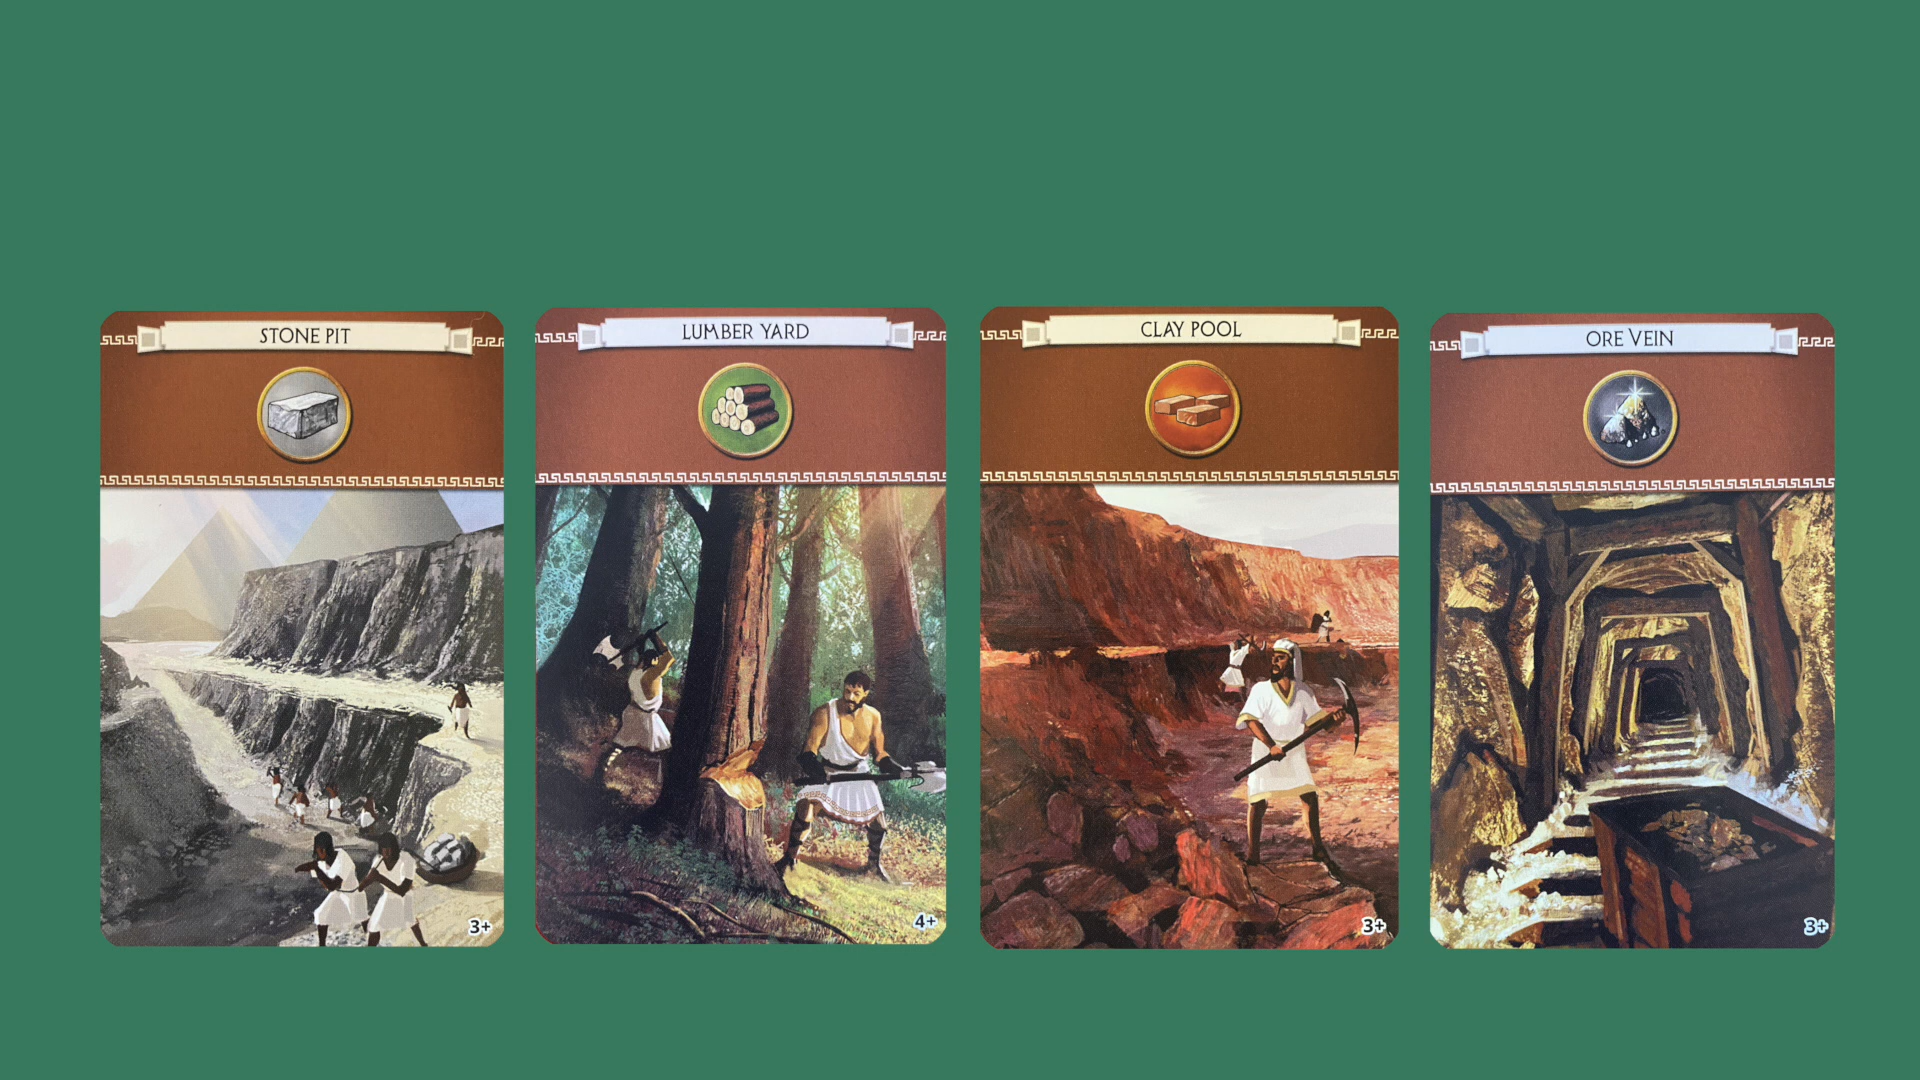 STONE PIT
LUMBER YARD
CLAY POOL
ORE VEIN
3+
4+
3+
3+